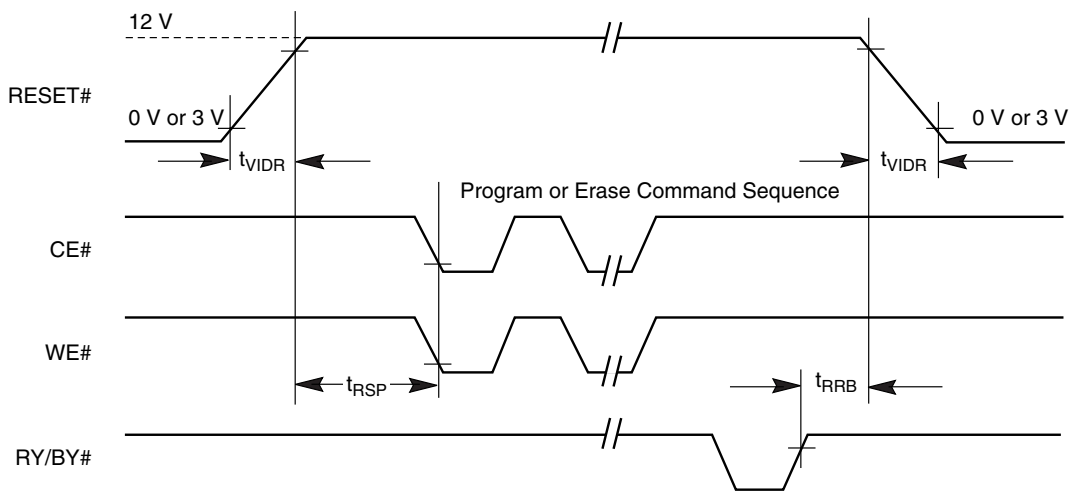 12 V
RESET#
0 V or 3 V
0 V or 3 V
tVIDR
tVIDR
Program or Erase Command Sequence
CE#
WE#
tRSP
tRRB
RY/BY#